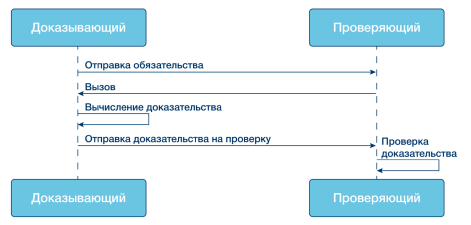 Доказывающий
Проверяющий
Отправка обязательства
Вызов
Вычисление доказательства
Отправка доказательства на проверку
Проверка
доказательства
Доказывающий
Проверяющий